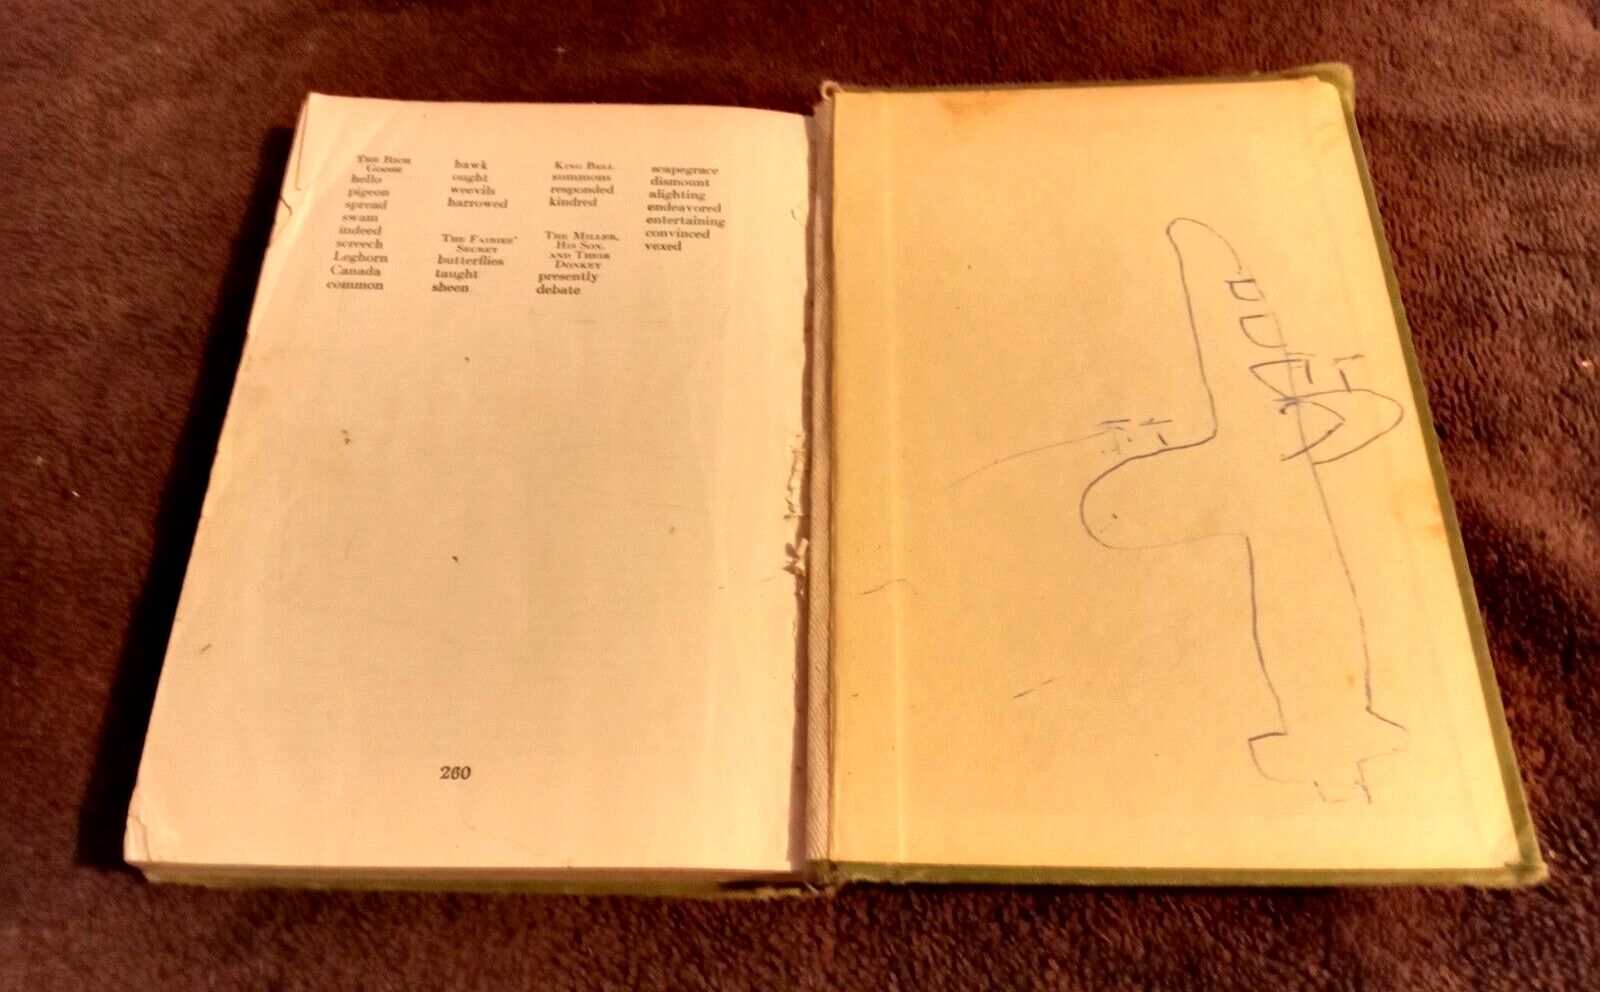 The Rich
Goose
hello
pigeon
spread
swam
indeed
screech
Leghorn
Canada
common
hawk
ought
weevils
harrowed
The Fairies'
Secret
butterflies
taught
sheen
King Bell
summons
responded
kindred
The Miller,
His Son,
and Their
Donkey
presently
debate
scapegrace
dismount
alighting
endeavored
entertaining
convinced
vexed
260